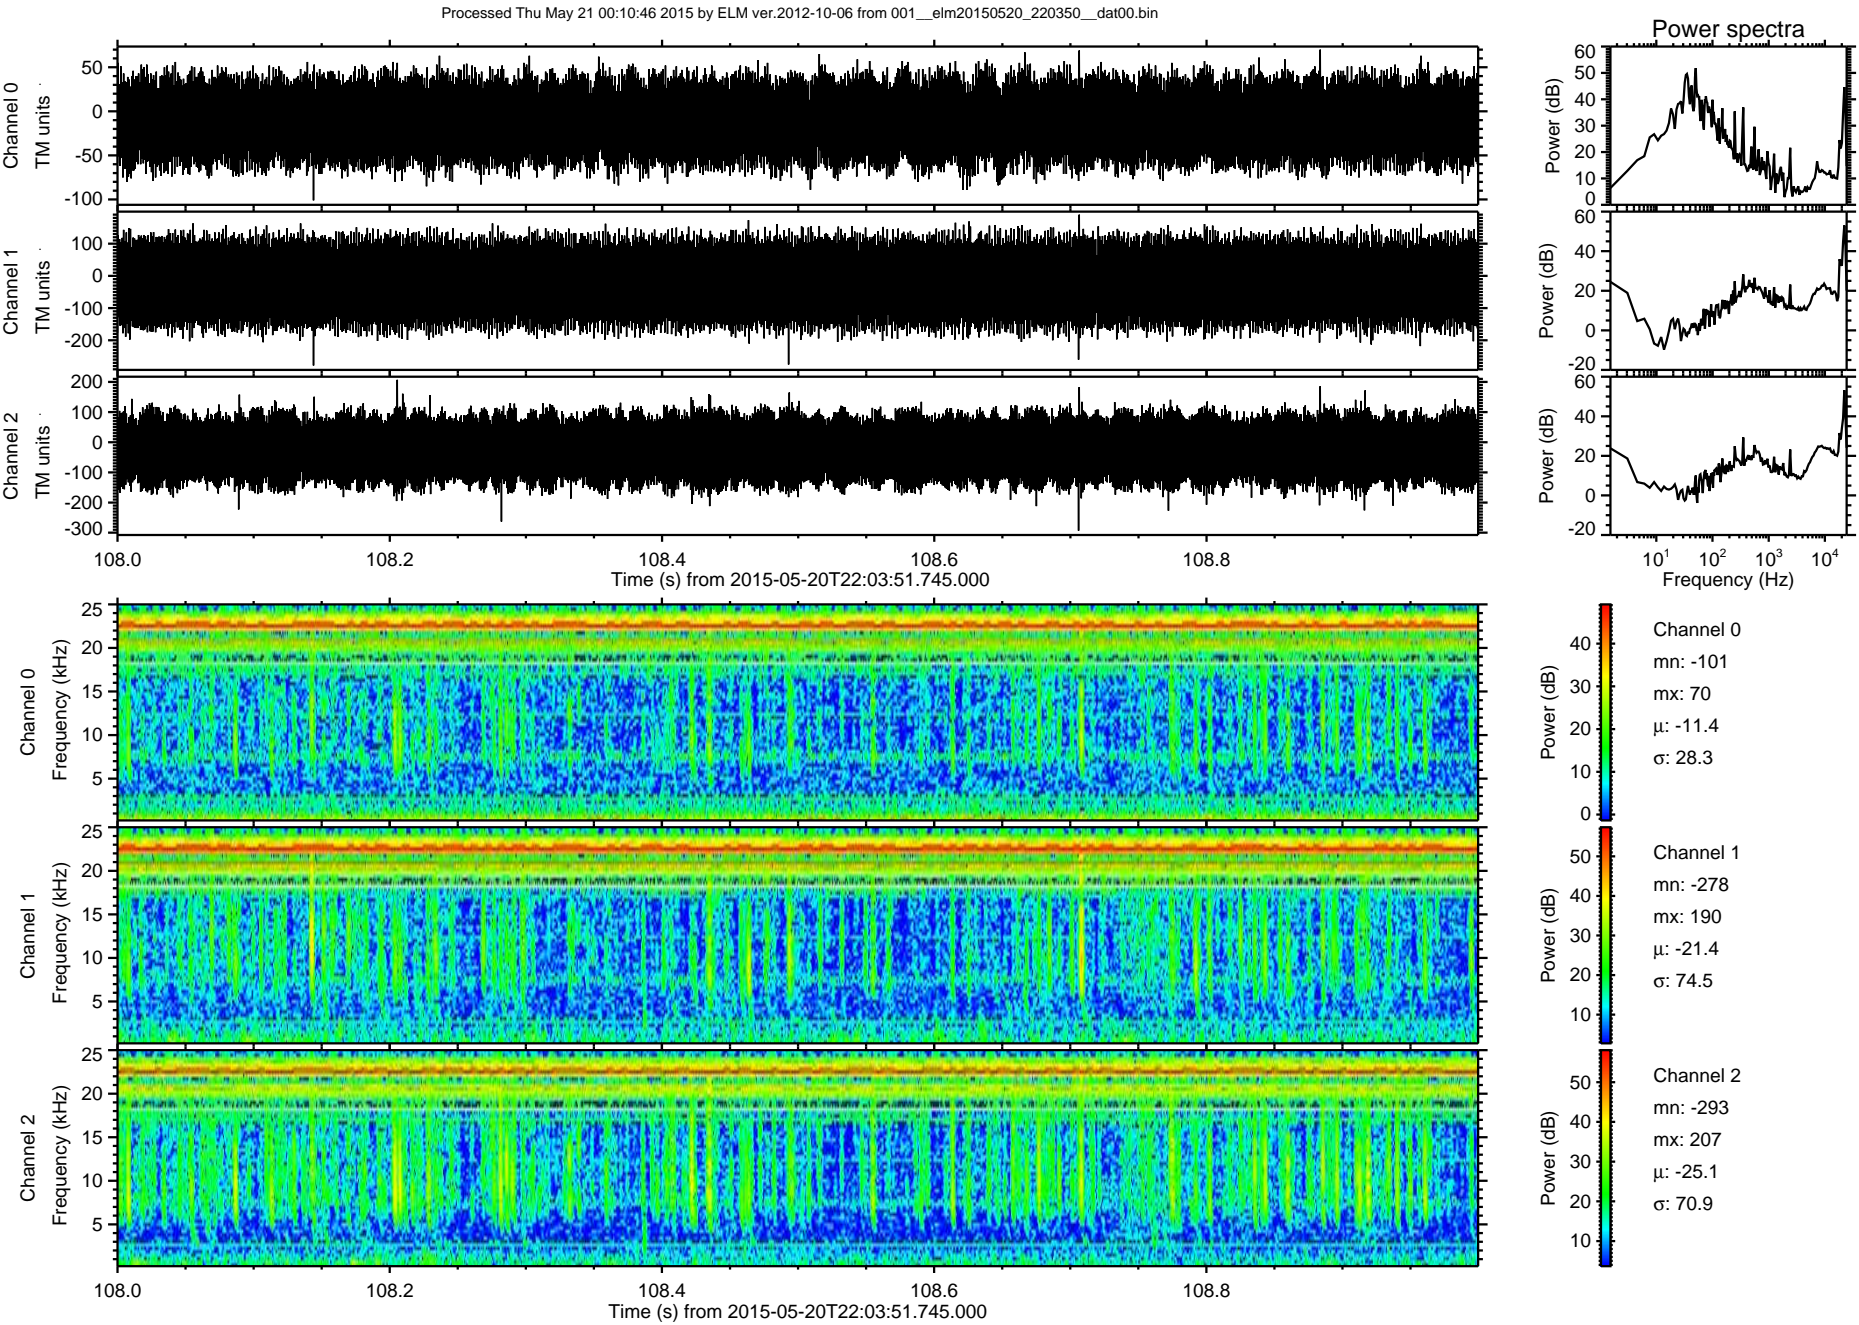 Processed Thu May 21 00:10:46 2015 by ELM ver.2012-10-06 from 001__elm20150520_220350__dat00.bin
Power spectra
Channel 0
TM units
50
0
-50
-100
Power (dB)
60
50
40
30
20
10
0
Channel 1
TM units
100
0
-100
-200
Power (dB)
60
40
20
0
-20
Channel 2
TM units
200
100
0
-100
-200
-300
Power (dB)
60
40
20
0
-20
108.0
108.2
108.4
108.6
108.8
Time (s) from 2015-05-20T22:03:51.745.000
10¹
10²
10³
10⁴
Frequency (Hz)
Channel 0
Frequency (kHz)
25
20
15
10
5
Power (dB)
40
30
20
10
0
Channel 0
mn: -101
mx: 70
μ: -11.4
σ: 28.3
Channel 1
Frequency (kHz)
25
20
15
10
5
Power (dB)
50
40
30
20
10
Channel 1
mn: -278
mx: 190
μ: -21.4
σ: 74.5
Channel 2
Frequency (kHz)
25
20
15
10
5
Power (dB)
50
40
30
20
10
Channel 2
mn: -293
mx: 207
μ: -25.1
σ: 70.9
108.0
108.2
108.4
108.6
108.8
Time (s) from 2015-05-20T22:03:51.745.000